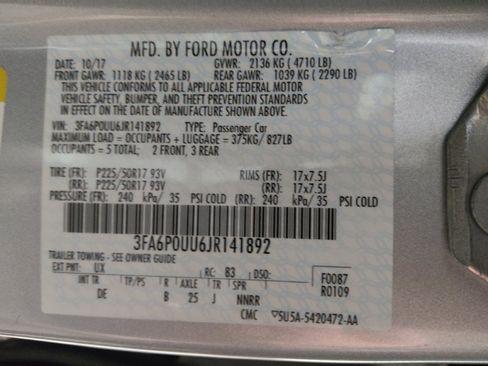 MFD. BY FORD MOTOR CO.
DATE: 10/17 GVWR: 2136 KG ( 4710 LB)
FRONT GAWR: 1118 KG ( 2465 LB) REAR GAWR: 1039 KG ( 2290 LB)
THIS VEHICLE CONFORMS TO ALL APPLICABLE FEDERAL MOTOR
VEHICLE SAFETY, BUMPER, AND THEFT PREVENTION STANDARDS
IN EFFECT ON THE DATE OF MANUFACTURE SHOWN ABOVE.
VIN: 3FA6P0UU6JR141892 TYPE: Passenger Car
MAXIMUM LOAD = OCCUPANTS + LUGGAGE = 375KG/ 827LB
OCCUPANTS = 5 TOTAL: 2 FRONT, 3 REAR
TIRE (FR): P225/50R17 93V RIMS (FR): 17x7.5J
(RR): P225/50R17 93V (RR): 17x7.5J
PRESSURE (FR): 240 kPa/ 35 PSI COLD (RR): 240 kPa/ 35 PSI COLD
3FA6P0UU6JR141892
TRAILER TOWING - SEE OWNER GUIDE
EXT PNT: UX RC: 83 DSO: F0087
INT TR TP/PS R AXLE TR SPR R0109
DE B 25 J NNRR
CMC 5U5A-5420472-AA